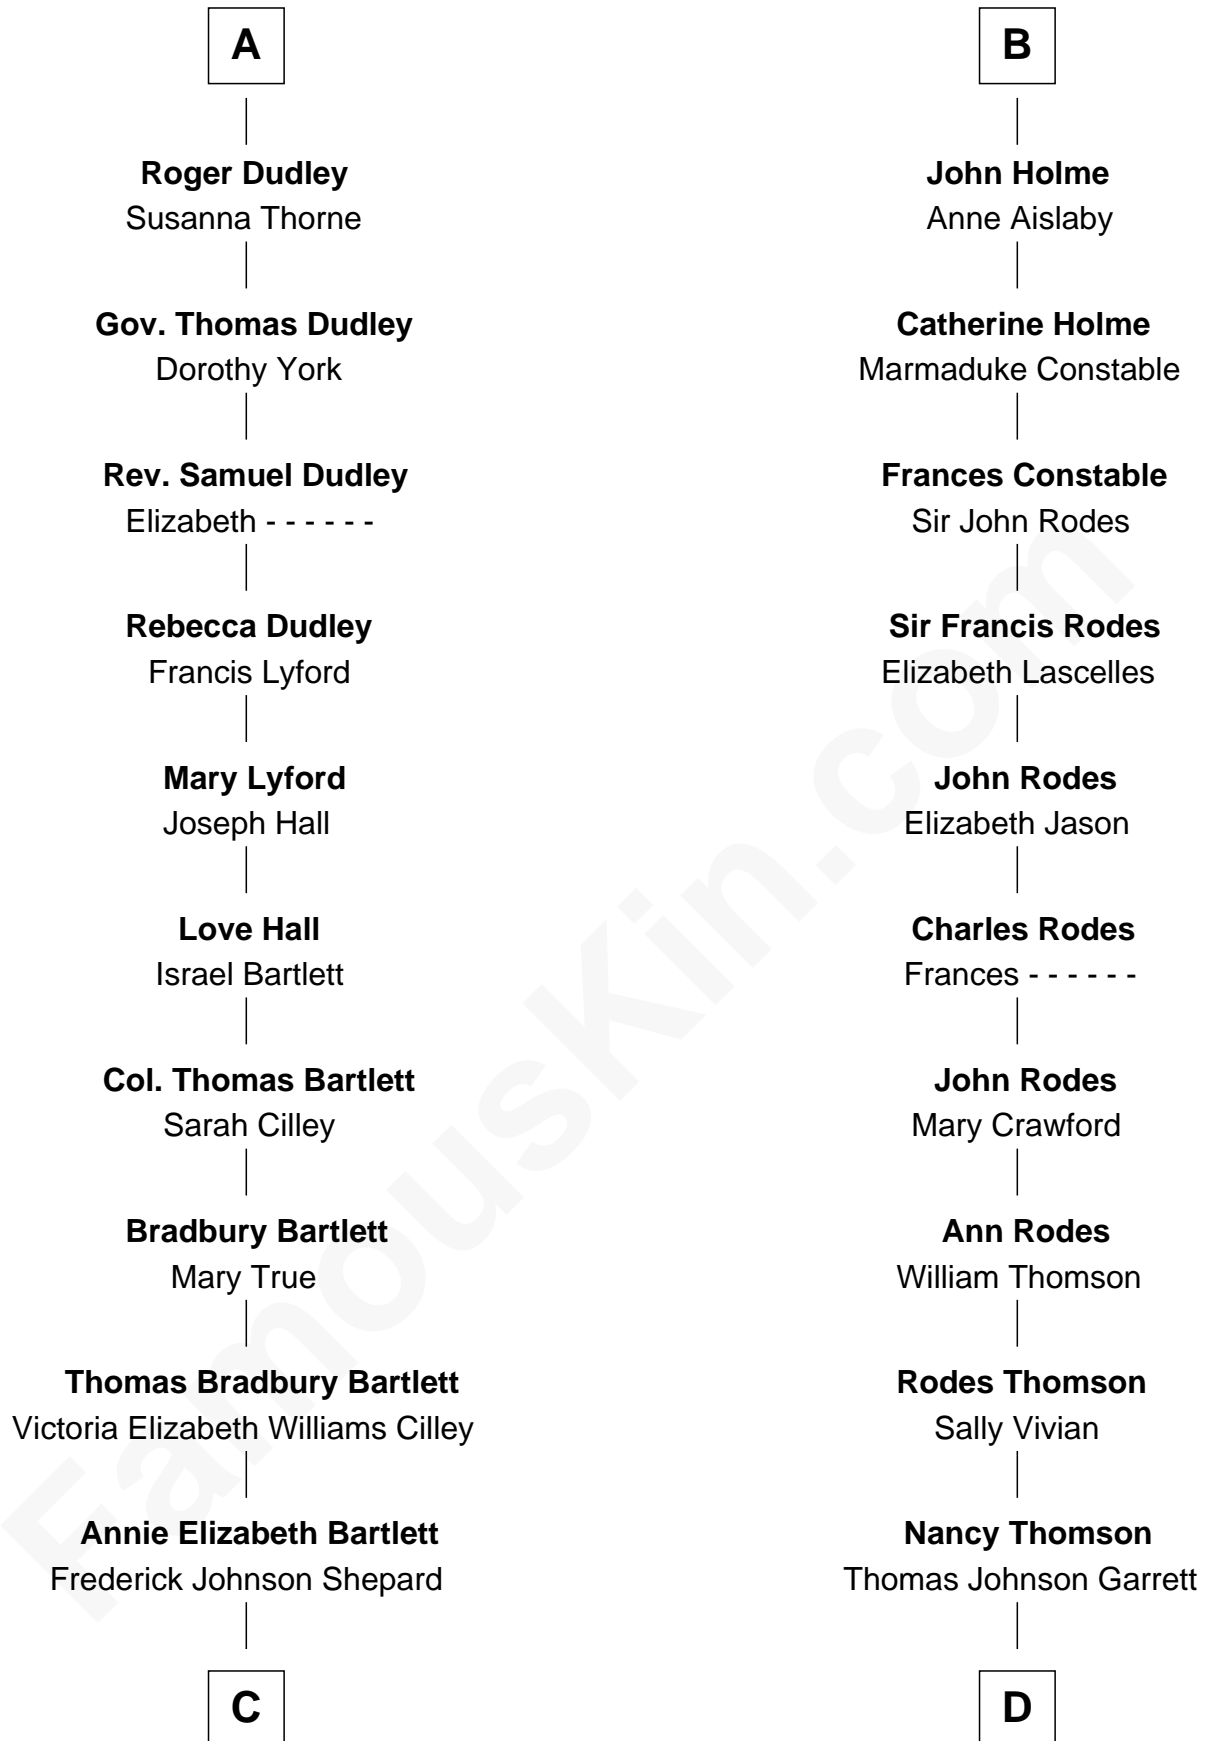 A
Roger Dudley
Susanna Thorne
Gov. Thomas Dudley
Dorothy York
Rev. Samuel Dudley
Elizabeth - - - - - -
Rebecca Dudley
Francis Lyford
Mary Lyford
Joseph Hall
Love Hall
Israel Bartlett
Col. Thomas Bartlett
Sarah Cilley
Bradbury Bartlett
Mary True
Thomas Bradbury Bartlett
Victoria Elizabeth Williams Cilley
Annie Elizabeth Bartlett
Frederick Johnson Shepard
C
B
John Holme
Anne Aislaby
Catherine Holme
Marmaduke Constable
Frances Constable
Sir John Rodes
Sir Francis Rodes
Elizabeth Lascelles
John Rodes
Elizabeth Jason
Charles Rodes
Frances - - - - - -
John Rodes
Mary Crawford
Ann Rodes
William Thomson
Rodes Thomson
Sally Vivian
Nancy Thomson
Thomas Johnson Garrett
D
FamousKin.com